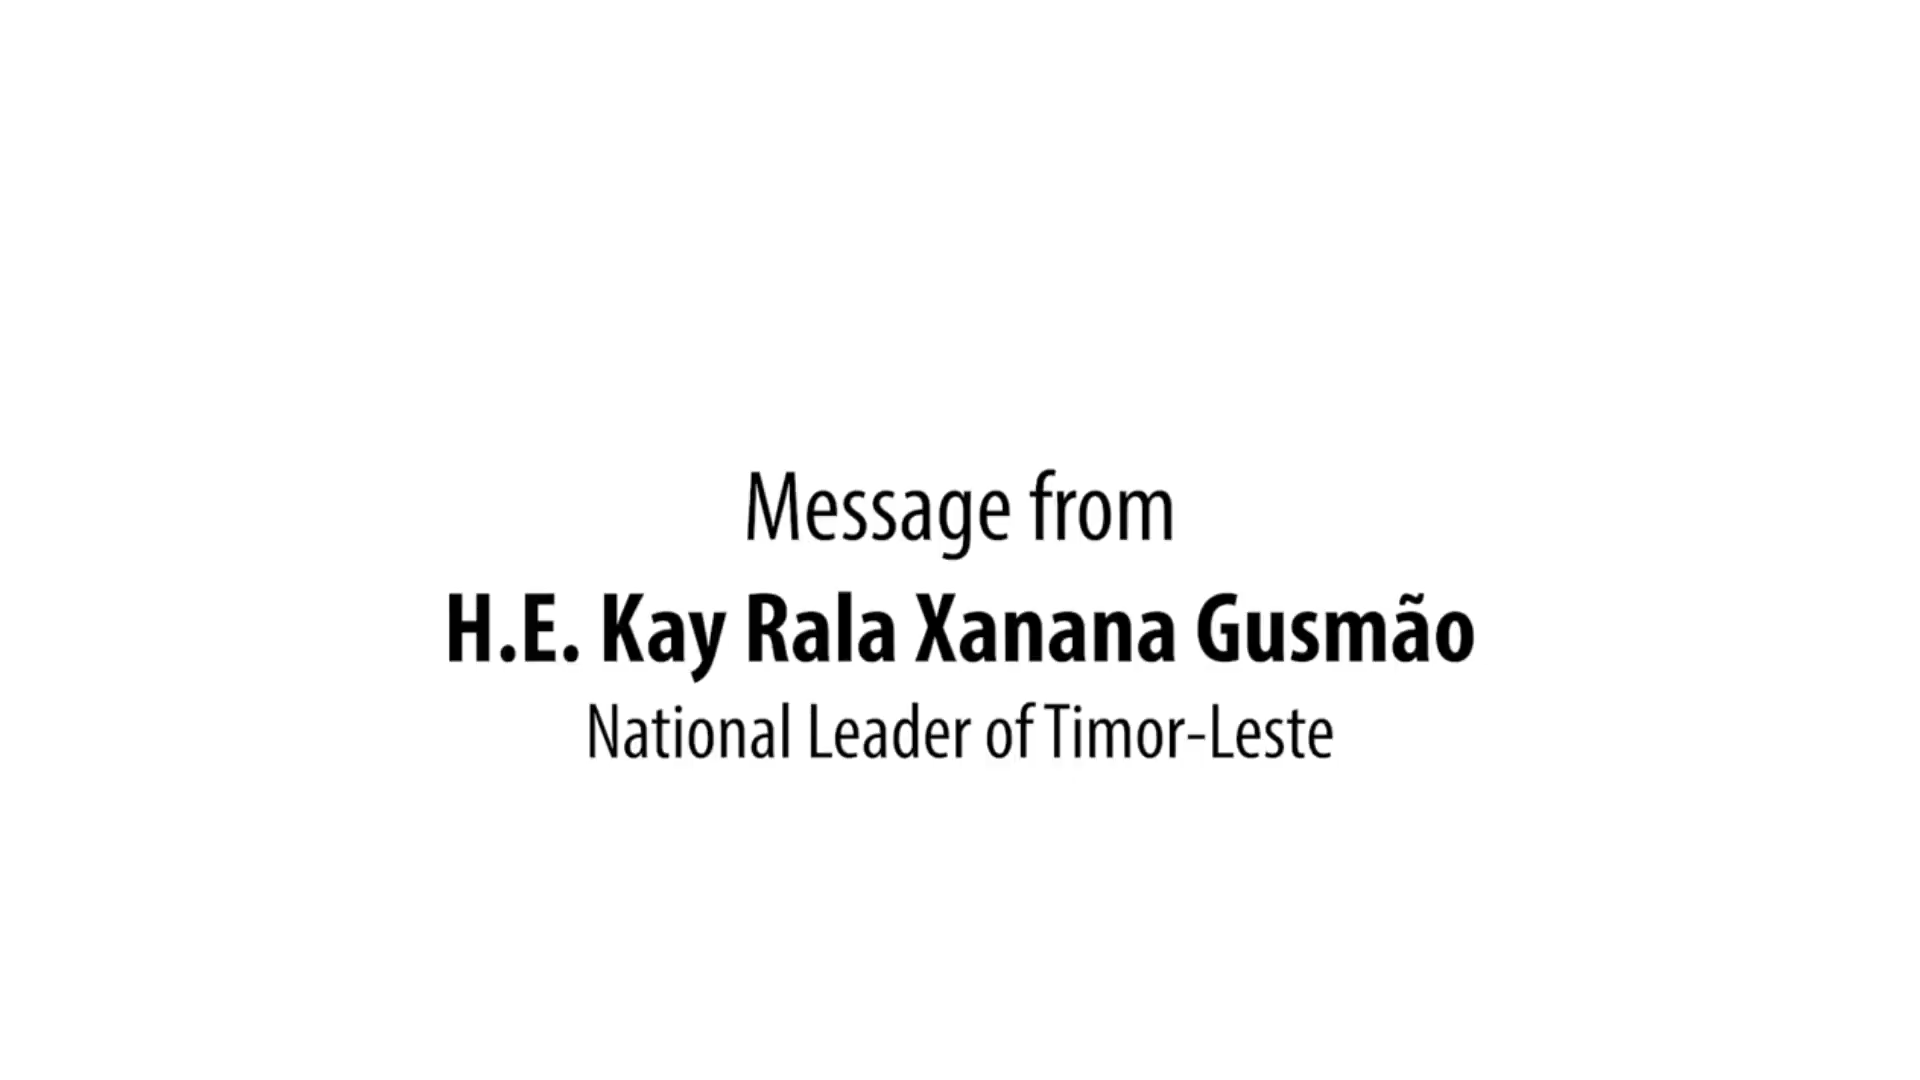 Message from
H.E. Kay Rala Xanana Gusmão
National Leader of Timor-Leste